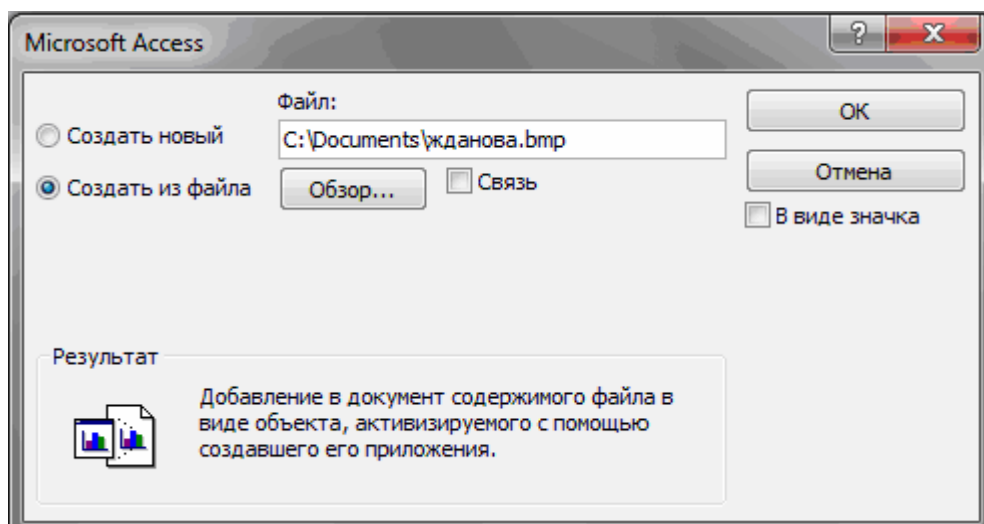 Microsoft Access
Файл:
Создать новый
C:\Documents\жданова.bmp
OK
Создать из файла
Обзор...
Связь
Отмена
В виде значка
Результат
Добавление в документ содержимого файла в
виде объекта, активизируемого с помощью
создавшего его приложения.